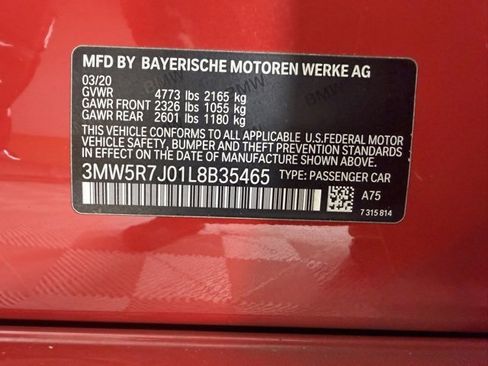 MFD BY BAYERISCHE MOTOREN WERKE AG
03/20
GVWR 4773 lbs 2165 kg
GAWR FRONT 2326 lbs 1055 kg
GAWR REAR 2601 lbs 1180 kg
THIS VEHICLE CONFORMS TO ALL APPLICABLE U.S.FEDERAL MOTOR
VEHICLE SAFETY, BUMPER AND THEFT PREVENTION STANDARDS
IN EFFECT ON THE DATE OF MANUFACTURE SHOWN ABOVE.
3MW5R7J01L8B35465 TYPE: PASSENGER CAR
A75
7 315 814